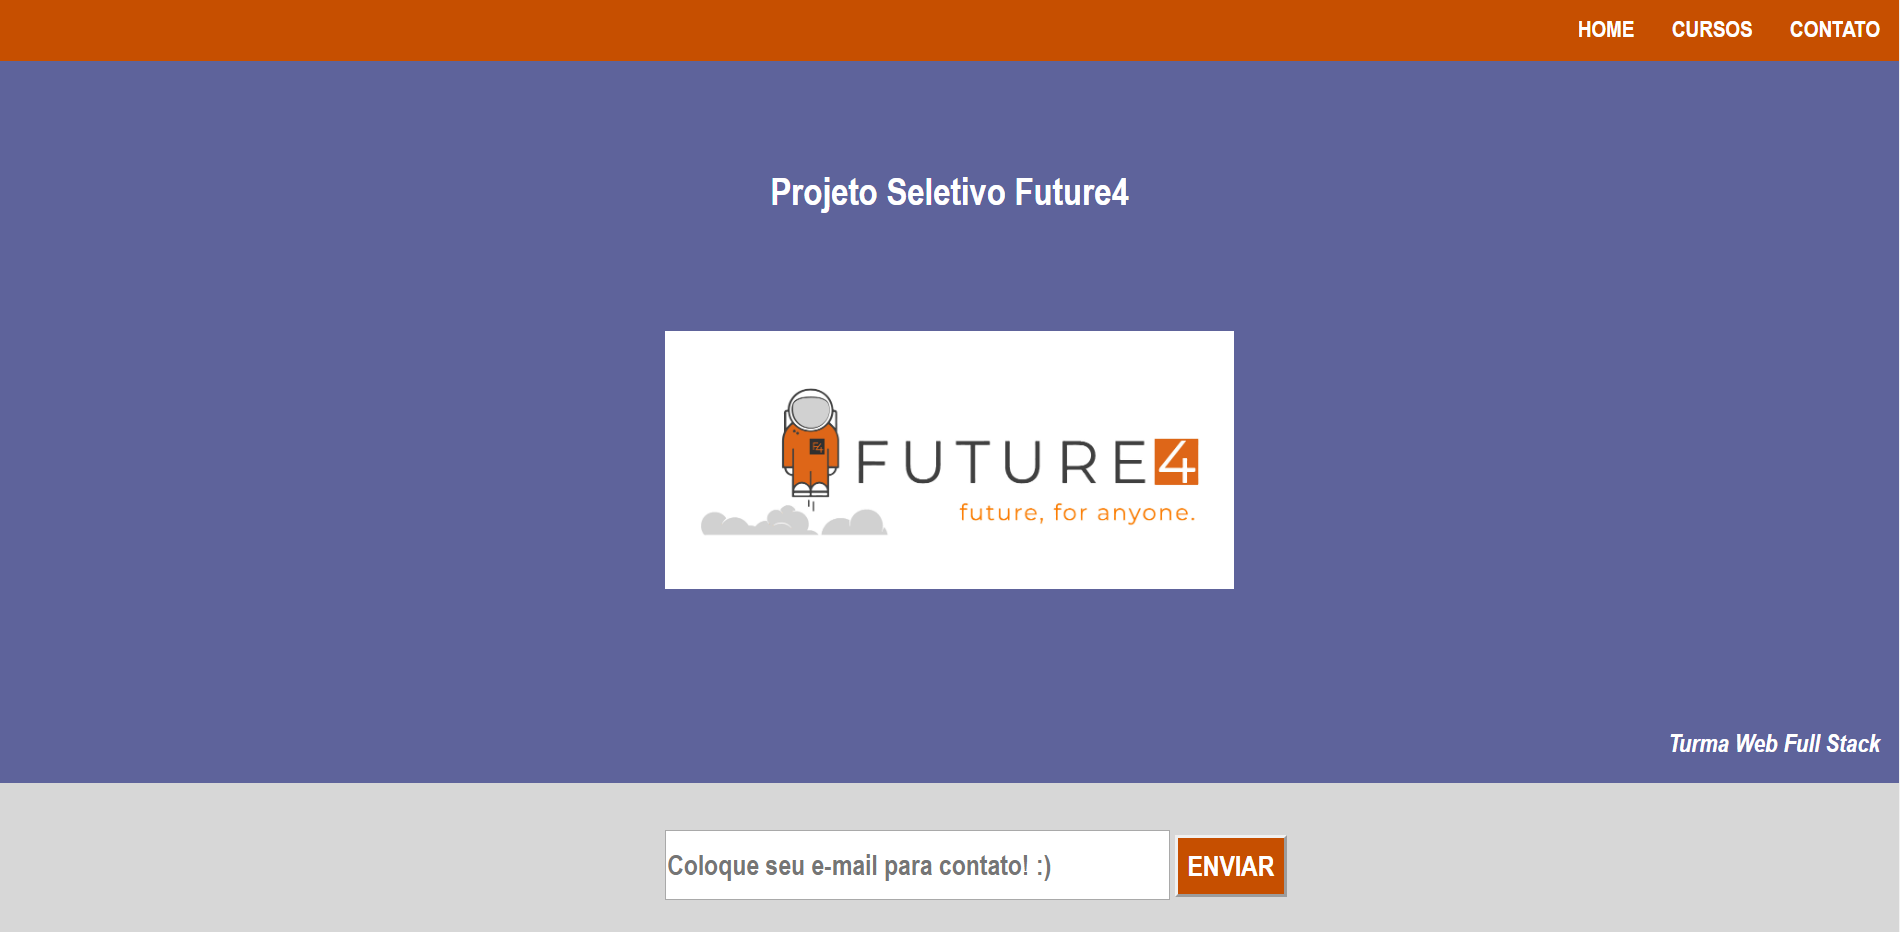 HOME CURSOS CONTATO
Projeto Seletivo Future4
F4
FUTURE4
future, for anyone.
Turma Web Full Stack
Coloque seu e-mail para contato! :)
ENVIAR